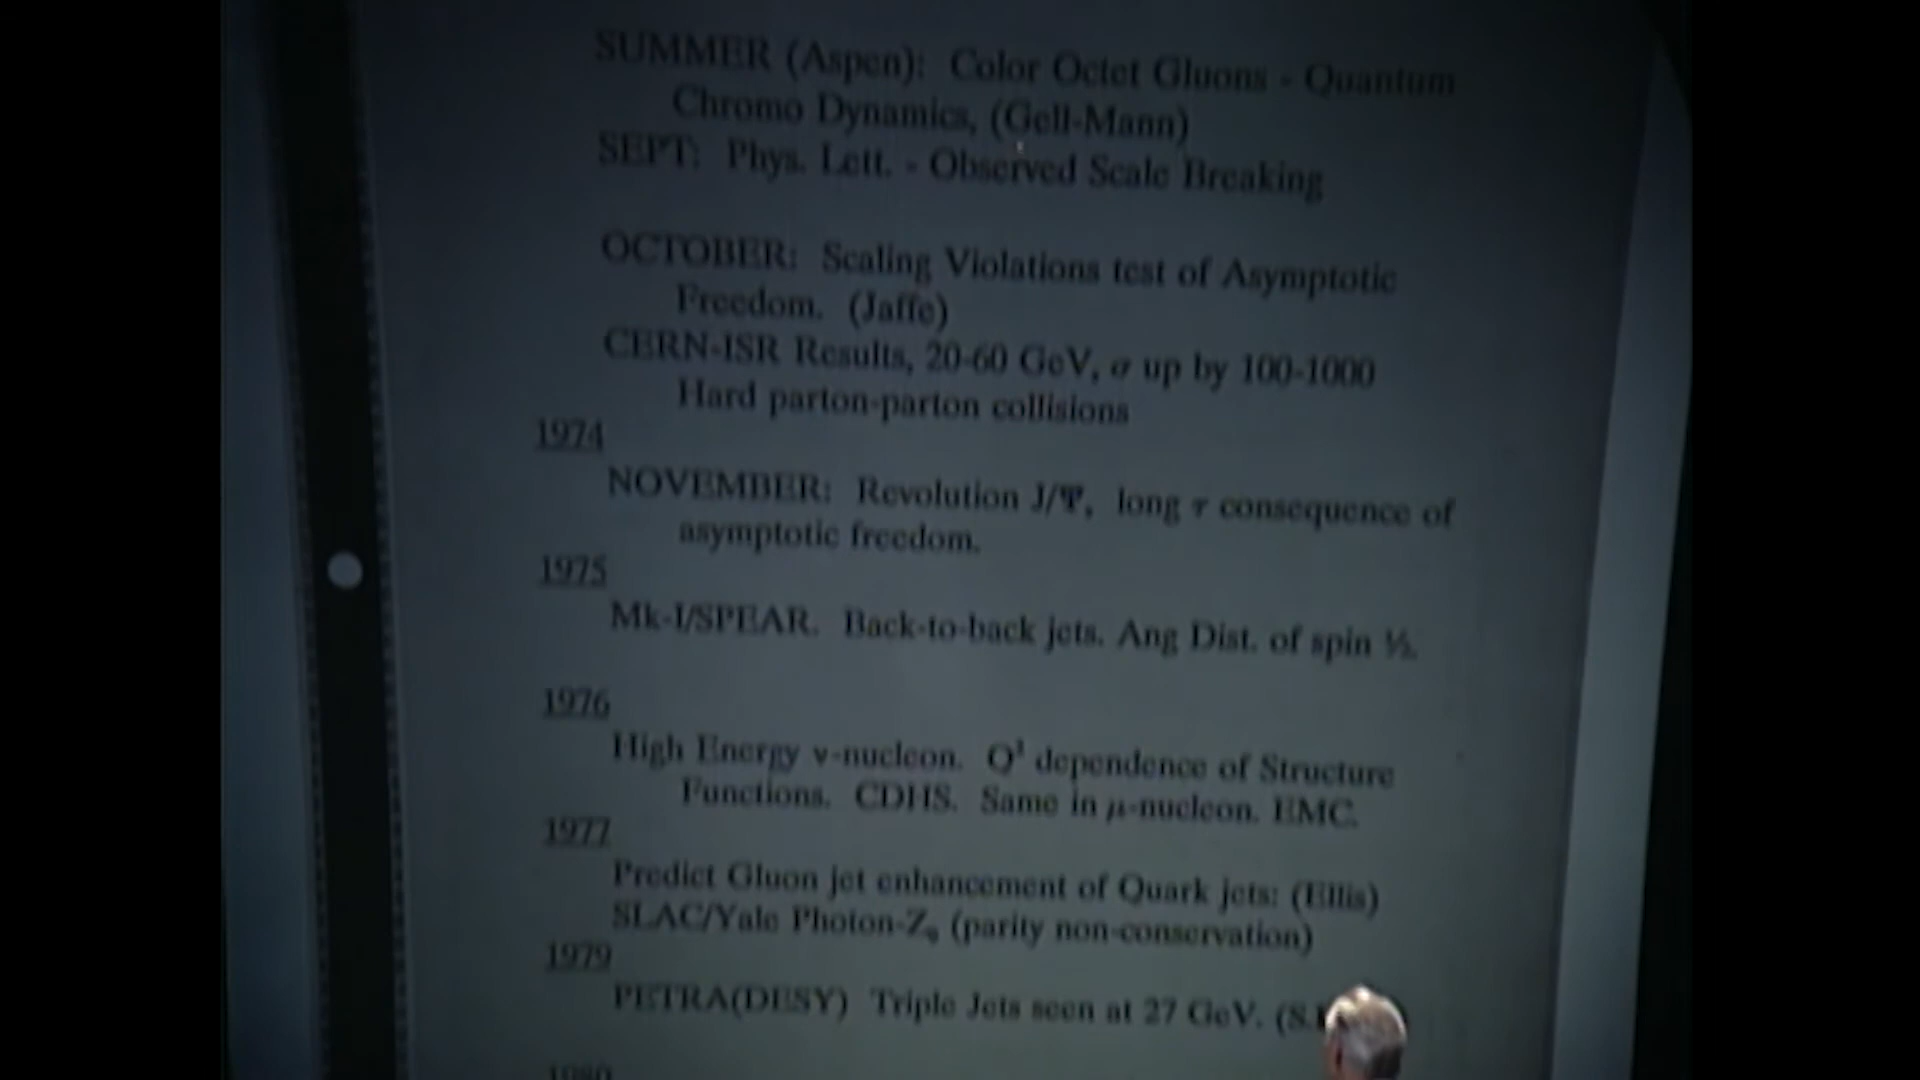 SUMMER (Aspen): Color Octet Gluons - Quantum
Chromo Dynamics, (Gell-Mann)
SEPT: Phys. Lett. - Observed Scale Breaking
OCTOBER: Scaling Violations test of Asymptotic
Freedom. (Jaffe)
CERN-ISR Results, 20-60 GeV, σ up by 100-1000
Hard parton-parton collisions
1974
NOVEMBER: Revolution J/Ψ, long τ consequence of
asymptotic freedom.
1975
Mk-I/SPEAR. Back-to-back jets. Ang Dist. of spin ½.
1976
High Energy ν-nucleon. Q² dependence of Structure
Functions. CDHS. Same in μ-nucleon. EMC.
1977
Predict Gluon jet enhancement of Quark jets: (Ellis)
SLAC/Yale Photon-Z₀ (parity non-conservation)
1979
PETRA(DESY) Triple Jets seen at 27 GeV.
1980